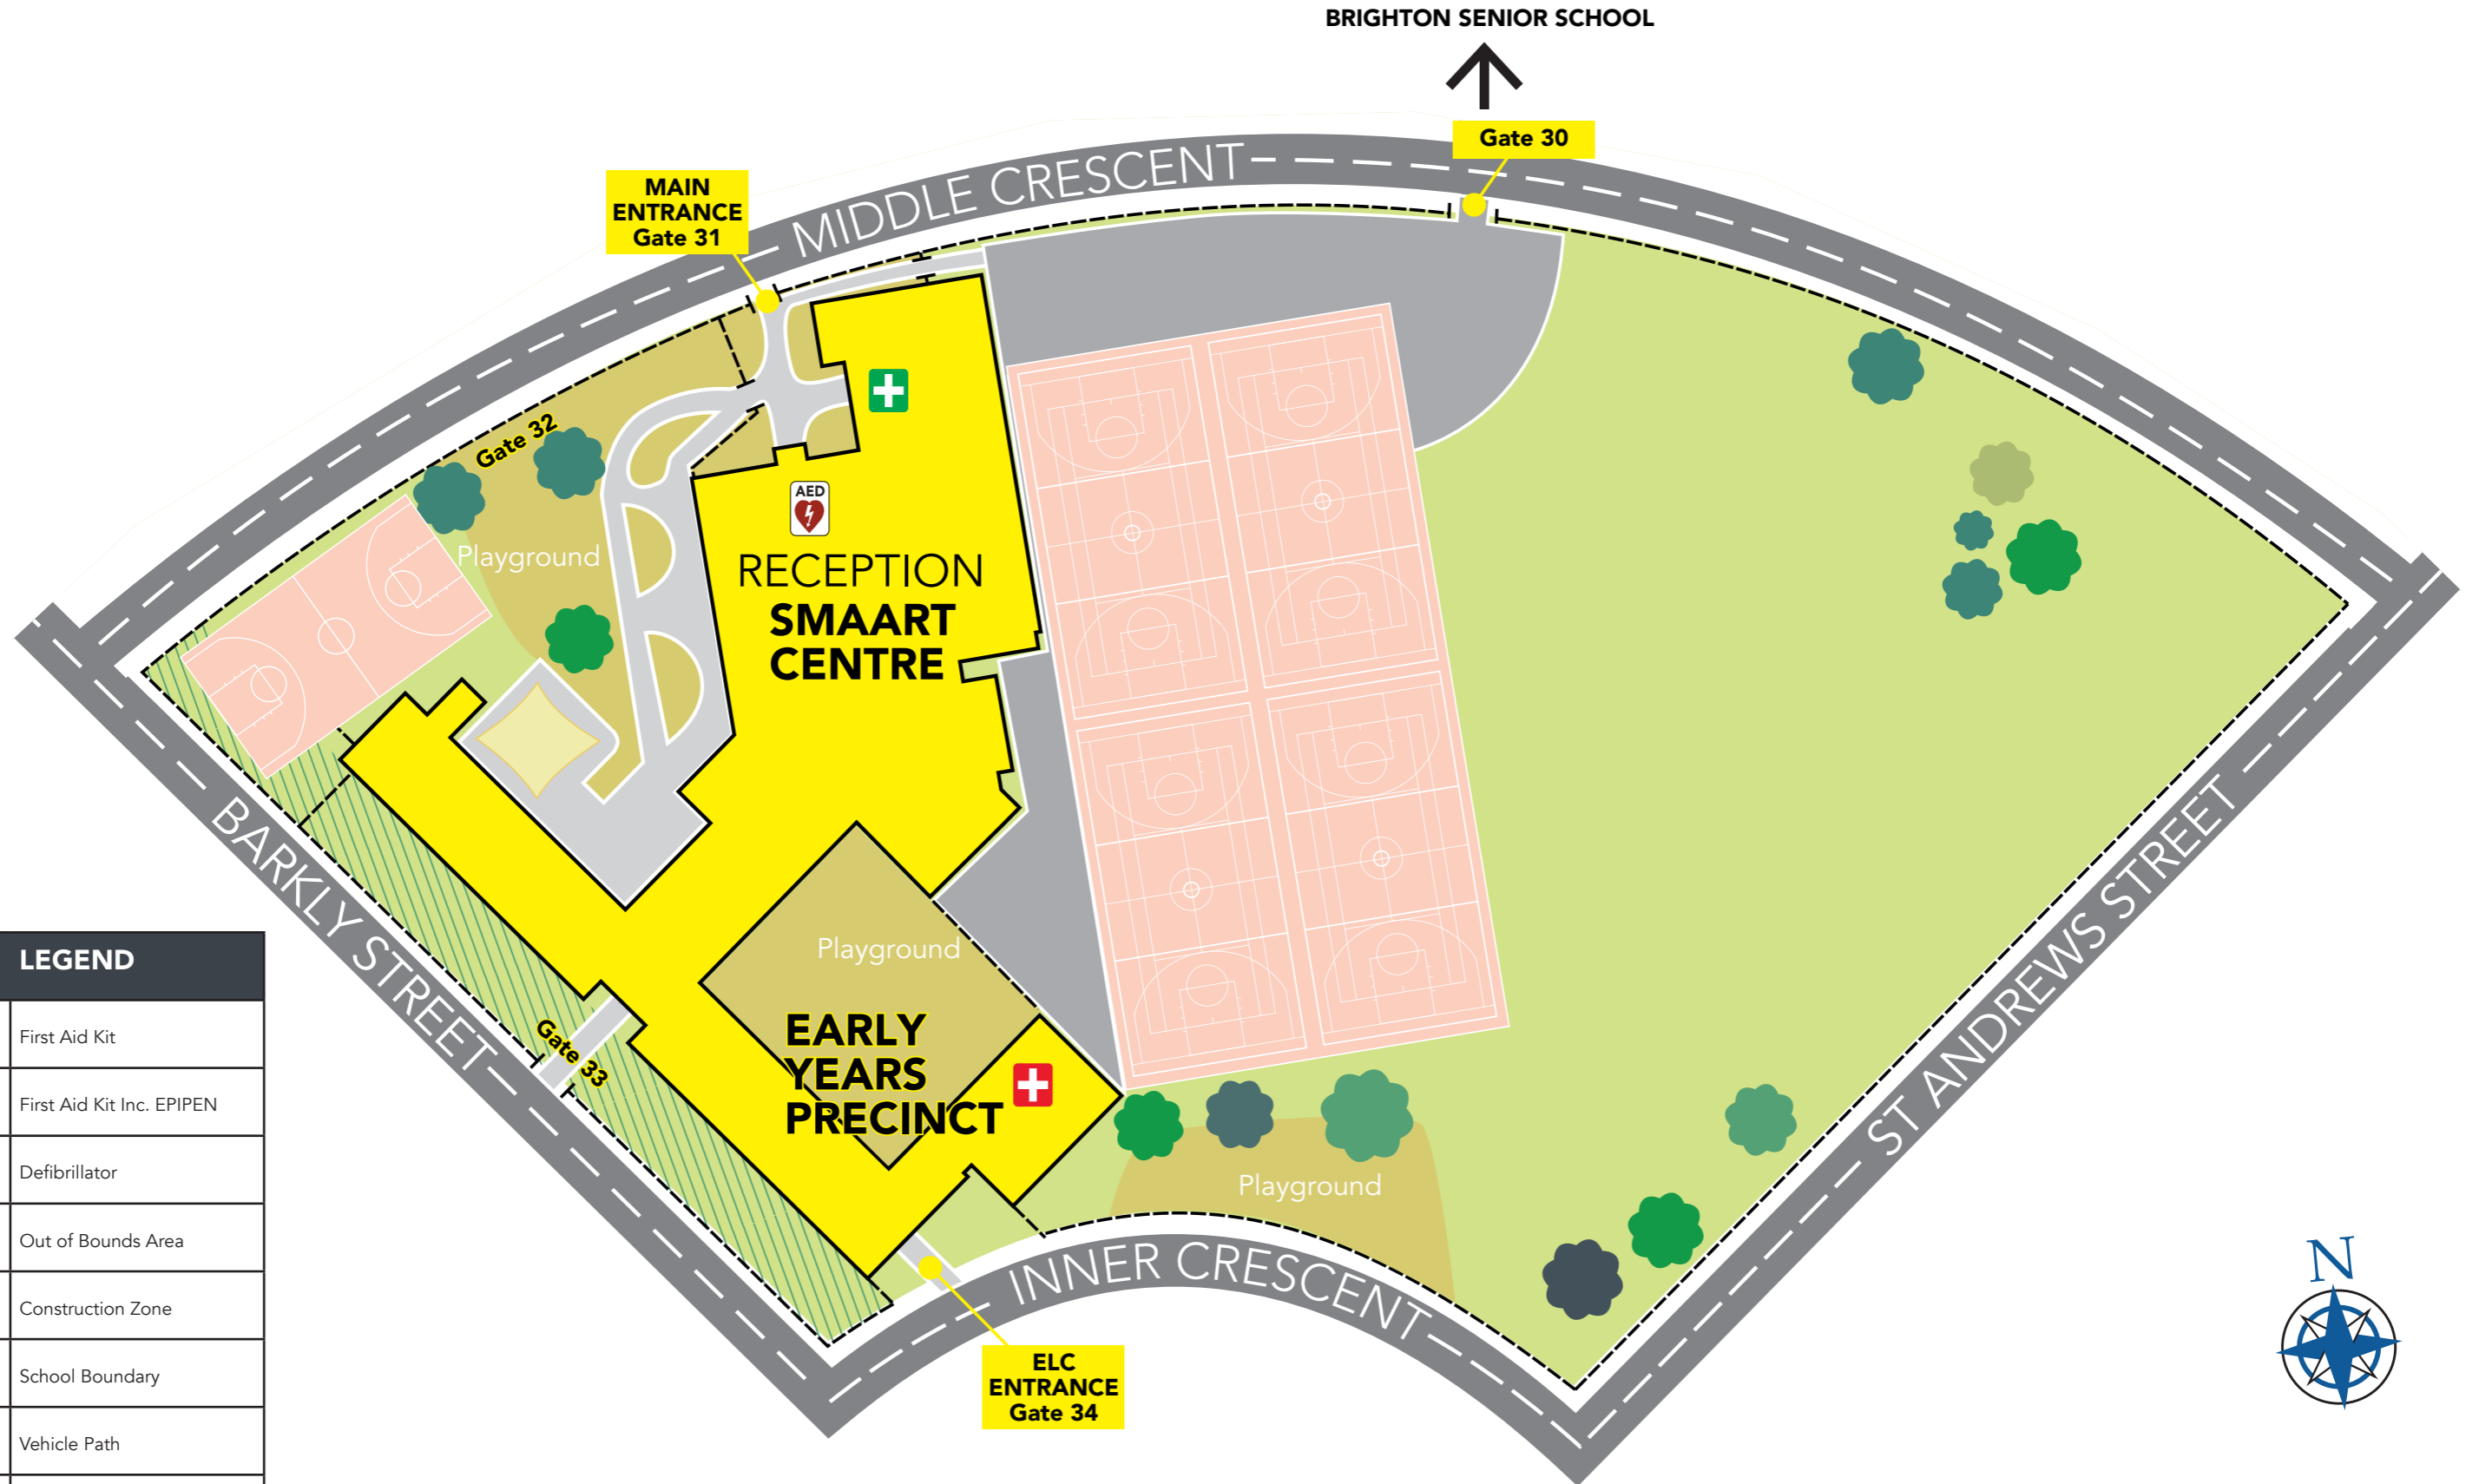 BRIGHTON SENIOR SCHOOL
Gate 30
MAIN
ENTRANCE
Gate 31
MIDDLE CRESCENT
Gate 32
Playground
AED
RECEPTION
SMAART
CENTRE
BARKLY STREET
Playground
EARLY
YEARS
PRECINCT
Gate 33
ST ANDREWS STREET
Playground
INNER CRESCENT
ELC
ENTRANCE
Gate 34
N
LEGEND
First Aid Kit
First Aid Kit Inc. EPIPEN
Defibrillator
Out of Bounds Area
Construction Zone
School Boundary
Vehicle Path